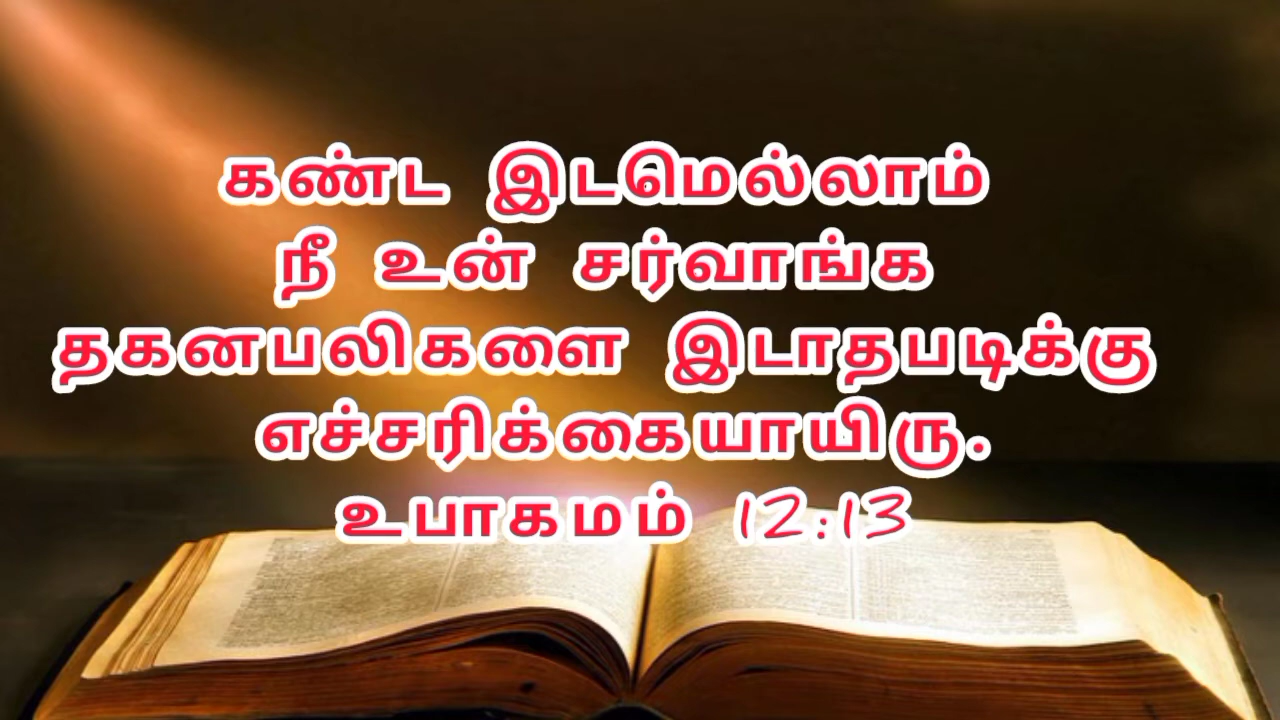 கண்ட இடமெல்லாம்
நீ உன் சர்வாங்க
தகனபலிகளை இடாதபடிக்கு
எச்சரிக்கையாயிரு.
உபாகமம் 12:13